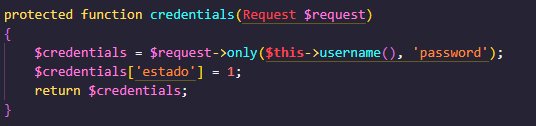 protected function credentials(Request $request)
{
$credentials = $request->only($this->username(), 'password');
$credentials['estado'] = 1;
return $credentials;
}